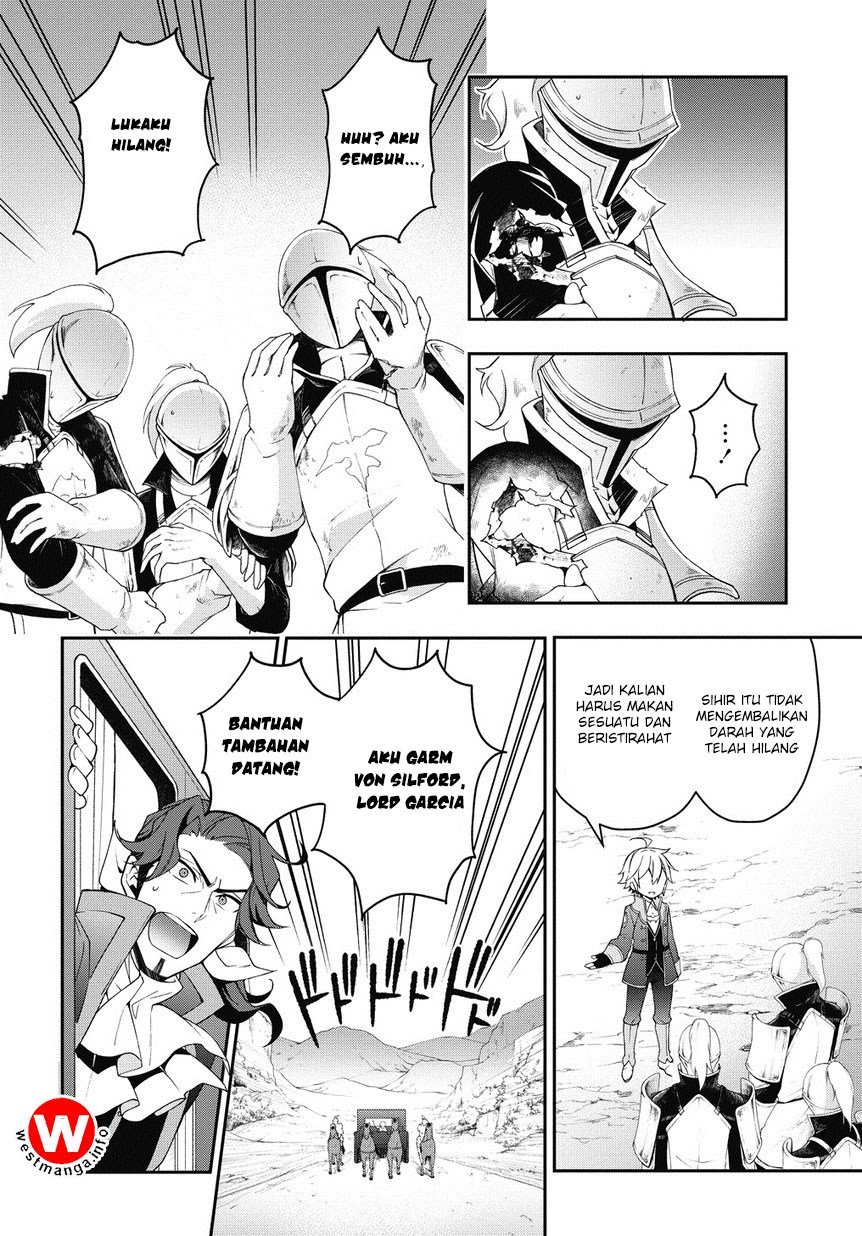 …!
HUH? AKU
SEMBUH...
LUKAKU
HILANG!
SIHIR ITU TIDAK
MENGEMBALIKAN
DARAH YANG
TELAH HILANG
JADI KALIAN
HARUS MAKAN
SESUATU DAN
BERISTIRAHAT
AKU GARM
VON SILFORD,
LORD GARCIA
BANTUAN
TAMBAHAN
DATANG!
ドドドド
W
westmanga.info